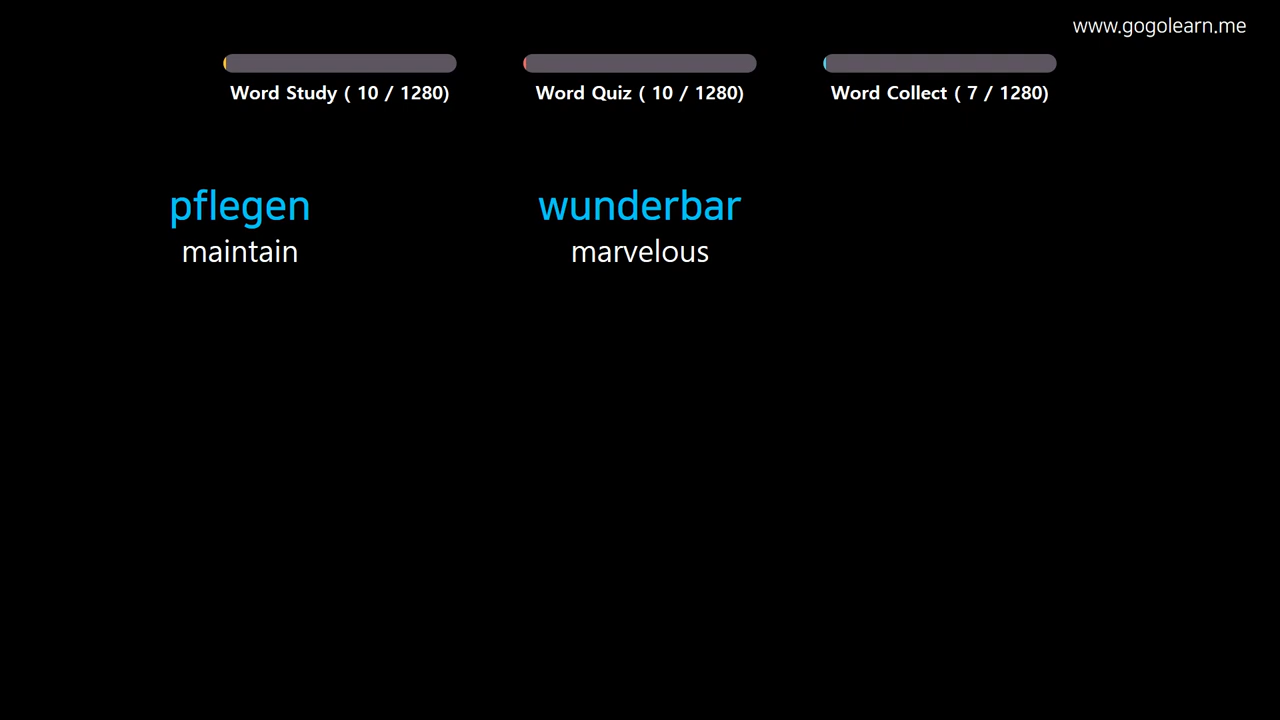 www.gogolearn.me
Word Study ( 10 / 1280)
Word Quiz ( 10 / 1280)
Word Collect ( 7 / 1280)
pflegen
maintain
wunderbar
marvelous